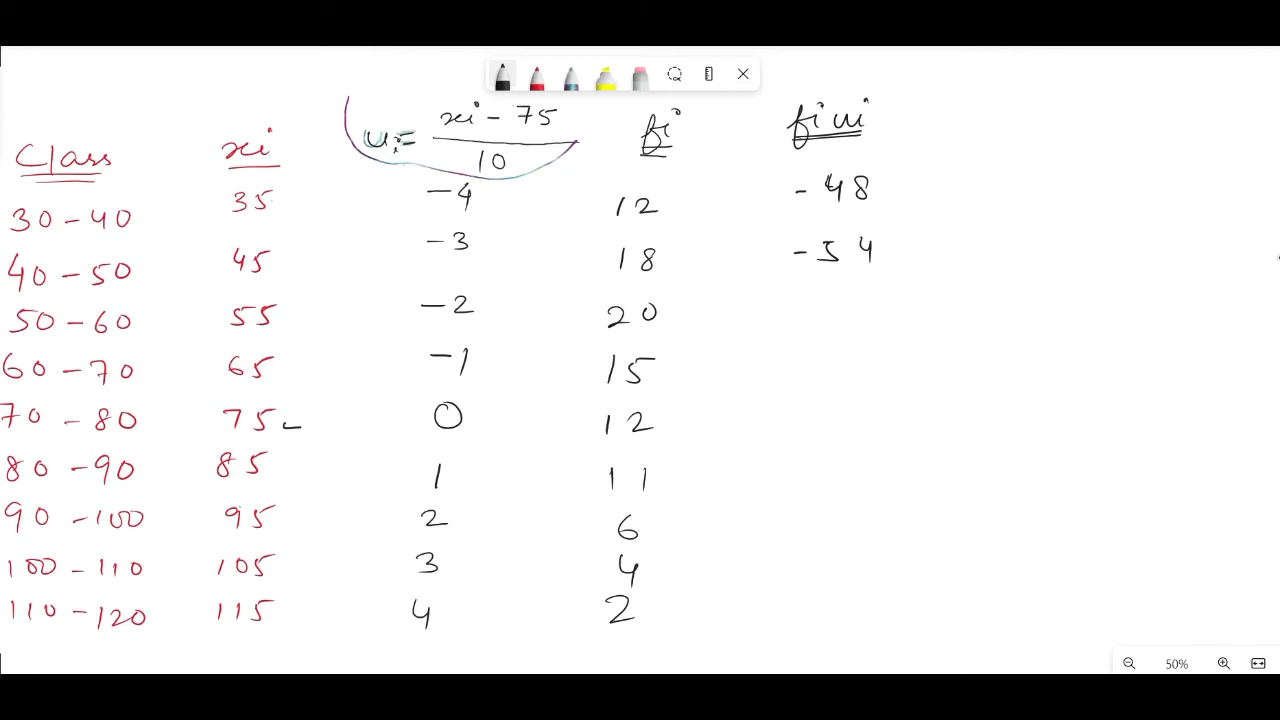 Class xi ui = xi - 75 / 10 fi fiui
30 - 40 35 -4 12 -48
40 - 50 45 -3 18 -54
50 - 60 55 -2 20
60 - 70 65 -1 15
70 - 80 75 0 12
80 - 90 85 1 11
90 - 100 95 2 6
100 - 110 105 3 4
110 - 120 115 4 2
50%